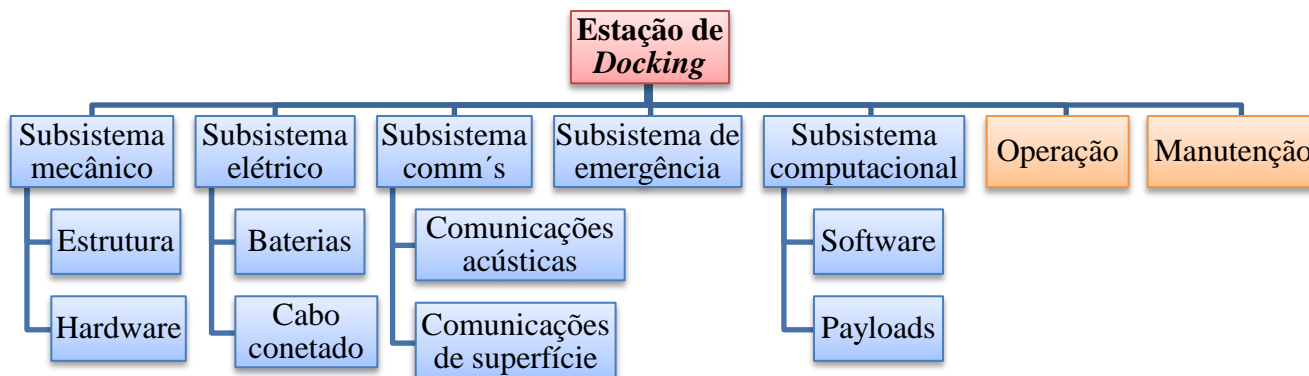 Estação de
Docking
Subsistema
mecânico
Subsistema
elétrico
Subsistema
comm´s
Subsistema de
emergência
Subsistema
computacional
Operação
Manutenção
Estrutura
Hardware
Baterias
Cabo
conetado
Comunicações
acústicas
Comunicações
de superfície
Software
Payloads